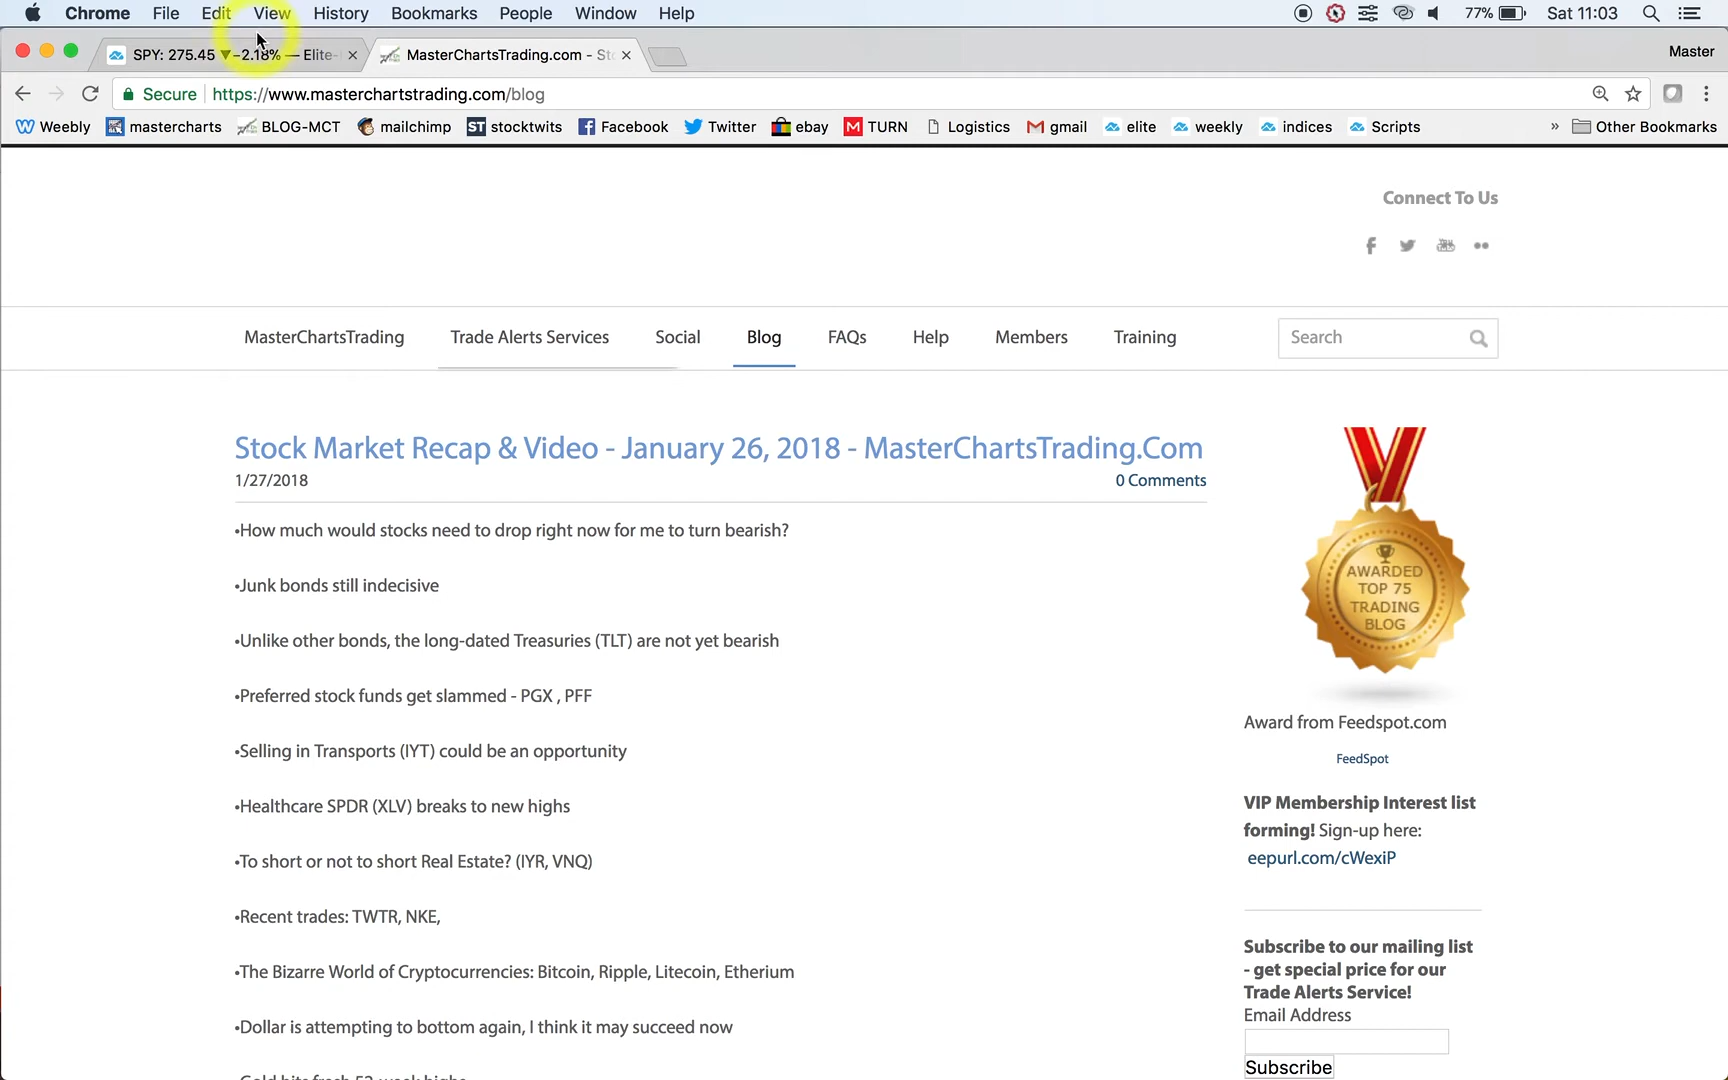 Chrome File Edit View History Bookmarks People Window Help 77% Sat 11:03
SPY: 275.45 ▼−2.18% — Elite- MasterChartsTrading.com - Sto Master
Secure https://www.masterchartstrading.com/blog
Weebly mastercharts BLOG-MCT mailchimp ST stocktwits Facebook Twitter ebay M TURN Logistics gmail elite weekly indices Scripts » Other Bookmarks
Connect To Us
MasterChartsTrading Trade Alerts Services Social Blog FAQs Help Members Training Search
Stock Market Recap & Video - January 26, 2018 - MasterChartsTrading.Com
1/27/2018 0 Comments
•How much would stocks need to drop right now for me to turn bearish?
•Junk bonds still indecisive
•Unlike other bonds, the long-dated Treasuries (TLT) are not yet bearish
•Preferred stock funds get slammed - PGX , PFF
•Selling in Transports (IYT) could be an opportunity
•Healthcare SPDR (XLV) breaks to new highs
•To short or not to short Real Estate? (IYR, VNQ)
•Recent trades: TWTR, NKE,
•The Bizarre World of Cryptocurrencies: Bitcoin, Ripple, Litecoin, Etherium
•Dollar is attempting to bottom again, I think it may succeed now
•Gold hits fresh 52-week highs
AWARDED
TOP 75
TRADING
BLOG
Award from Feedspot.com
FeedSpot
VIP Membership Interest list
forming! Sign-up here:
eepurl.com/cWexiP
Subscribe to our mailing list
- get special price for our
Trade Alerts Service!
Email Address
Subscribe